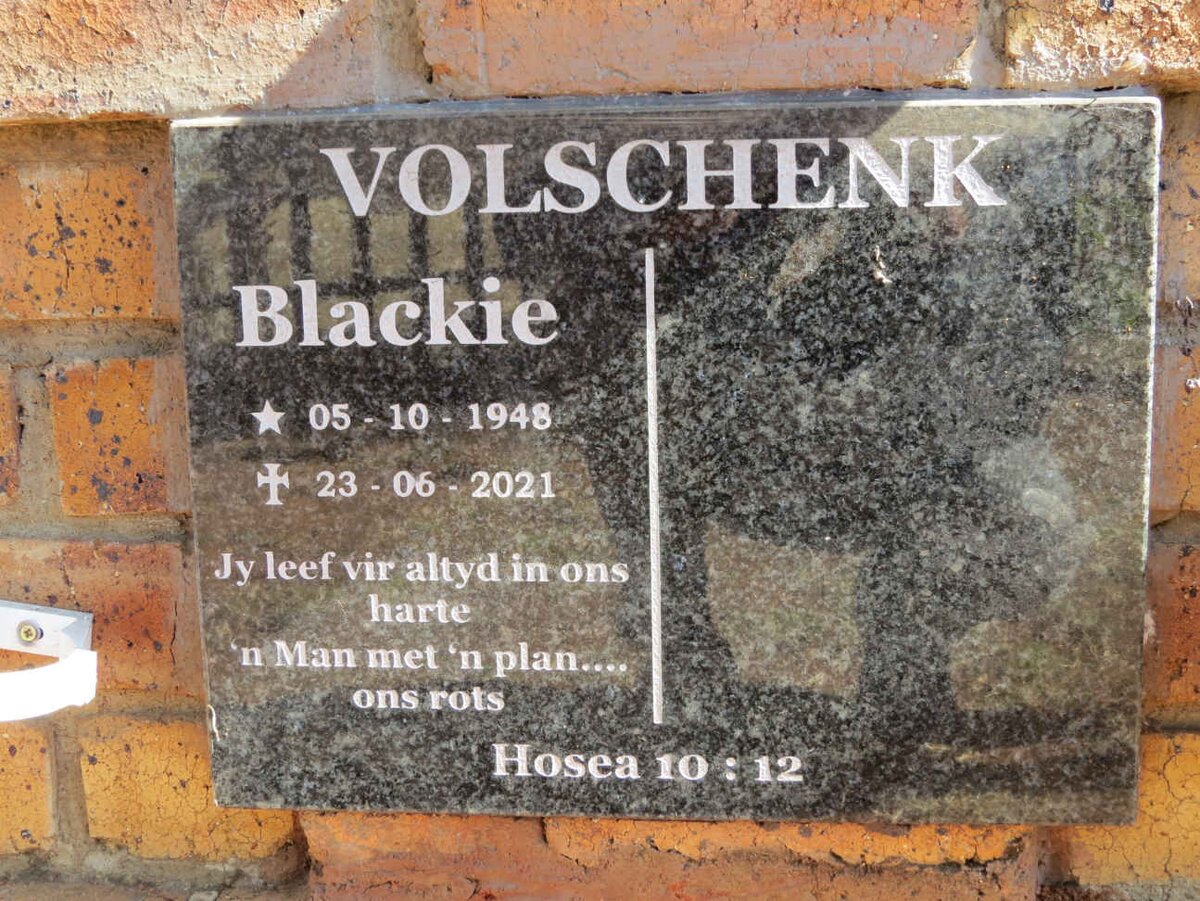 VOLSCHENK
Blackie
05 - 10 - 1948
23 - 06 - 2021
Jy leef vir altyd in ons
harte
‘n Man met ‘n plan....
ons rots
Hosea 10 : 12